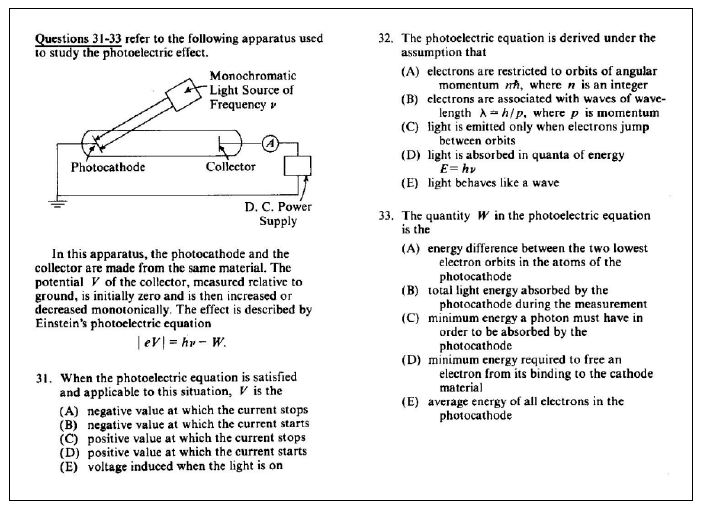 Questions 31-33 refer to the following apparatus used
to study the photoelectric effect.
Monochromatic
Light Source of
Frequency ν
A
Photocathode
Collector
D. C. Power
Supply
In this apparatus, the photocathode and the
collector are made from the same material. The
potential V of the collector, measured relative to
ground, is initially zero and is then increased or
decreased monotonically. The effect is described by
Einstein's photoelectric equation
| eV| = hν − W.
31. When the photoelectric equation is satisfied
and applicable to this situation, V is the
(A) negative value at which the current stops
(B) negative value at which the current starts
(C) positive value at which the current stops
(D) positive value at which the current starts
(E) voltage induced when the light is on
32. The photoelectric equation is derived under the
assumption that
(A) electrons are restricted to orbits of angular
momentum nħ, where n is an integer
(B) electrons are associated with waves of wave-
length λ = h/p, where p is momentum
(C) light is emitted only when electrons jump
between orbits
(D) light is absorbed in quanta of energy
E = hν
(E) light behaves like a wave
33. The quantity W in the photoelectric equation
is the
(A) energy difference between the two lowest
electron orbits in the atoms of the
photocathode
(B) total light energy absorbed by the
photocathode during the measurement
(C) minimum energy a photon must have in
order to be absorbed by the
photocathode
(D) minimum energy required to free an
electron from its binding to the cathode
material
(E) average energy of all electrons in the
photocathode